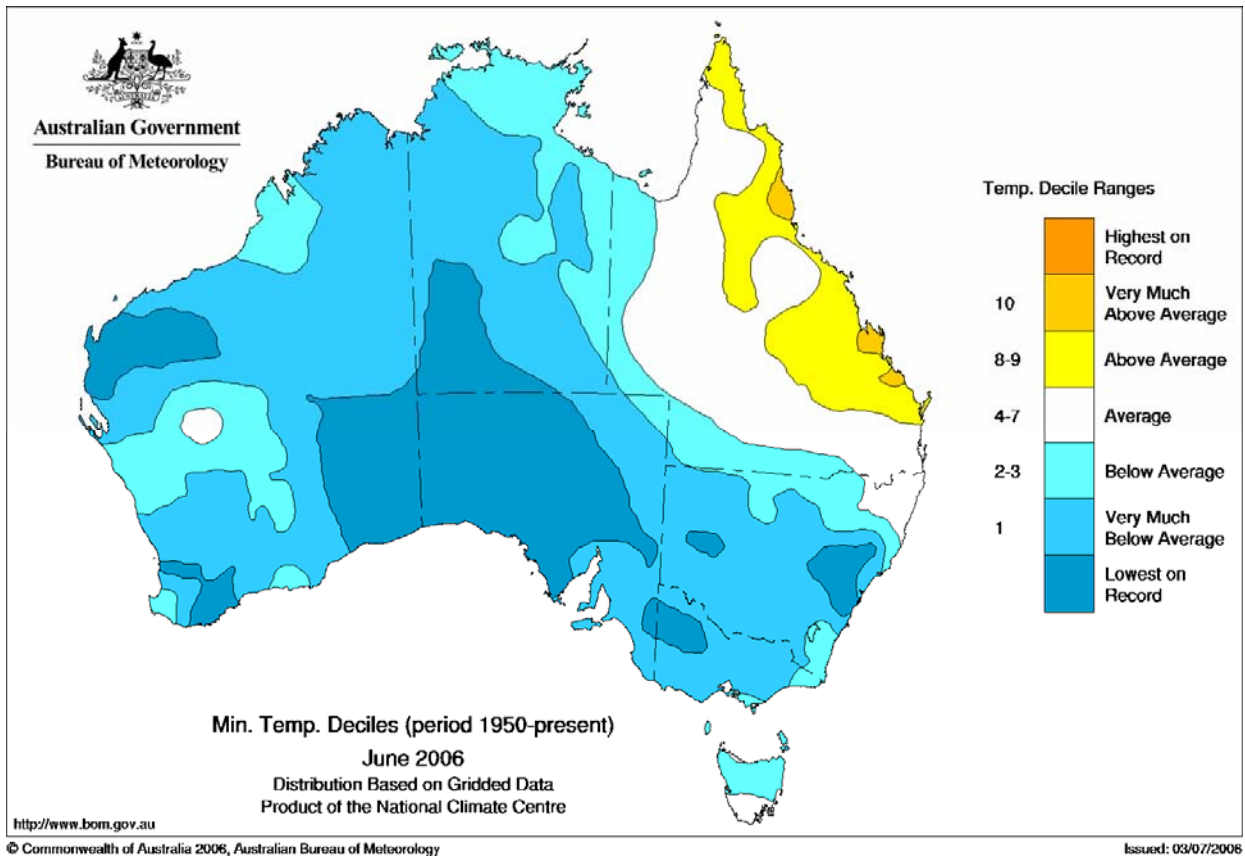 Australian Government
Bureau of Meteorology
Temp. Decile Ranges
Highest on
Record
10
Very Much
Above Average
8-9
Above Average
4-7
Average
2-3
Below Average
1
Very Much
Below Average
Lowest on
Record
Min. Temp. Deciles (period 1950-present)
June 2006
Distribution Based on Gridded Data
Product of the National Climate Centre
http://www.bom.gov.au
© Commonwealth of Australia 2006, Australian Bureau of Meteorology
Issued: 03/07/2006